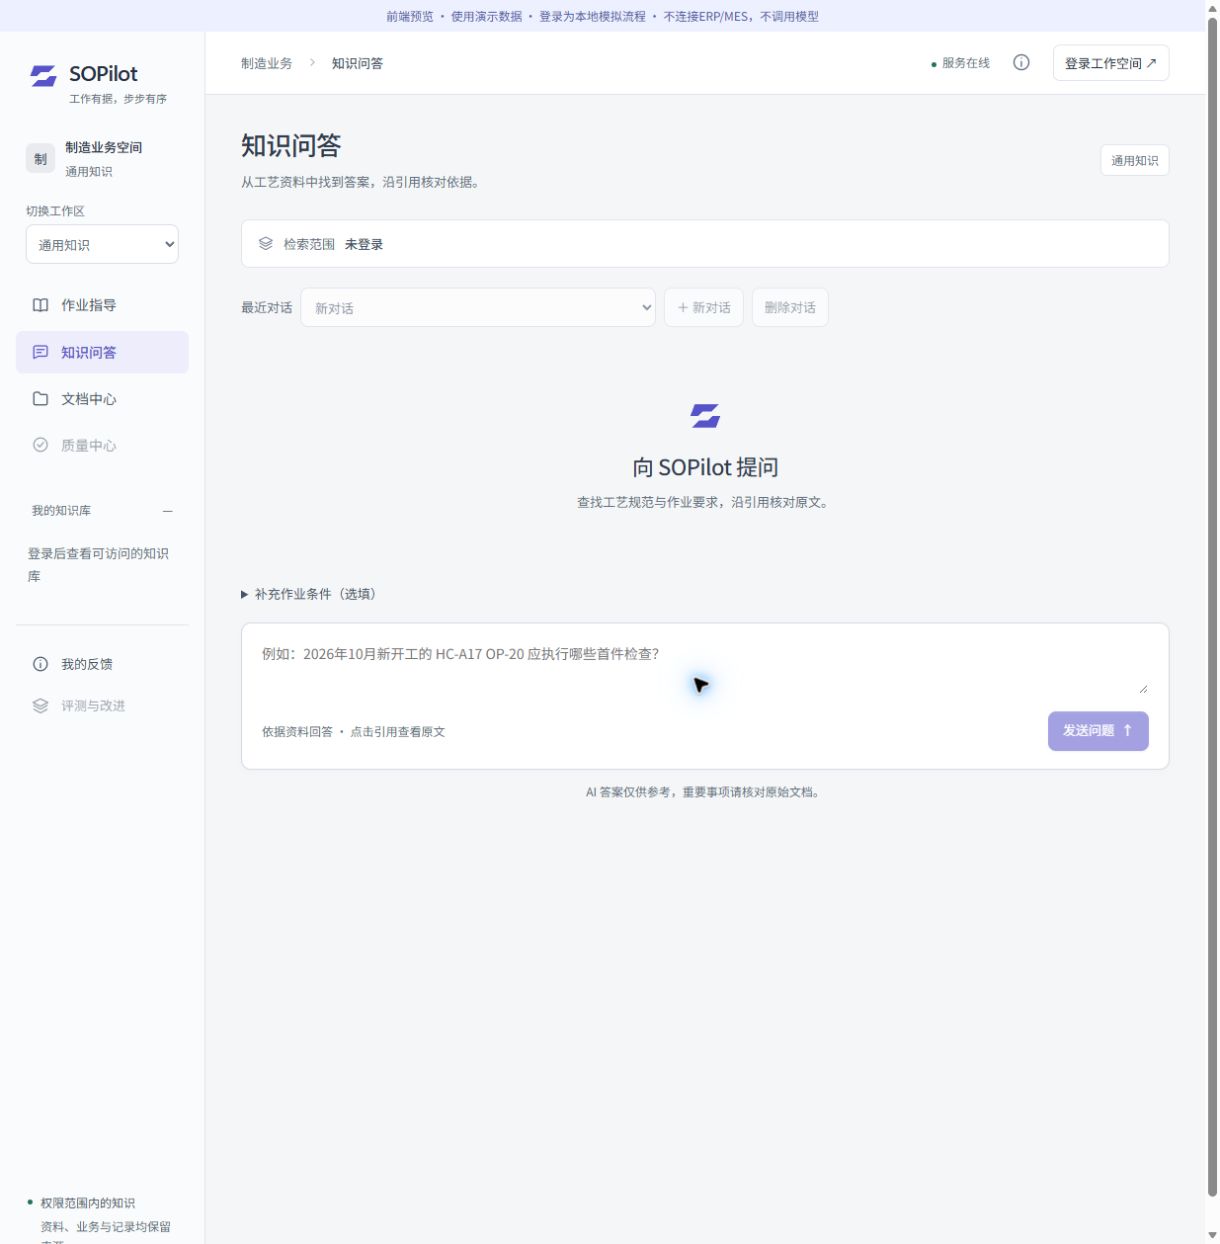 前端预览 · 使用演示数据 · 登录为本地模拟流程 · 不连接ERP/MES，不调用模型
SOPilot
工作有据，步步有序
制
制造业务空间
通用知识
切换工作区
通用知识
作业指导
知识问答
文档中心
质量中心
我的知识库
登录后查看可访问的知识
库
我的反馈
评测与改进
权限范围内的知识
资料、业务与记录均保留
制造业务 > 知识问答
服务在线
登录工作空间 ↗
知识问答
从工艺资料中找到答案，沿引用核对依据。
通用知识
检索范围 未登录
最近对话 新对话 + 新对话 删除对话
向 SOPilot 提问
查找工艺规范与作业要求，沿引用核对原文。
补充作业条件（选填）
例如：2026年10月新开工的 HC-A17 OP-20 应执行哪些首件检查？
依据资料回答 · 点击引用查看原文
发送问题 ↑
AI 答案仅供参考，重要事项请核对原始文档。